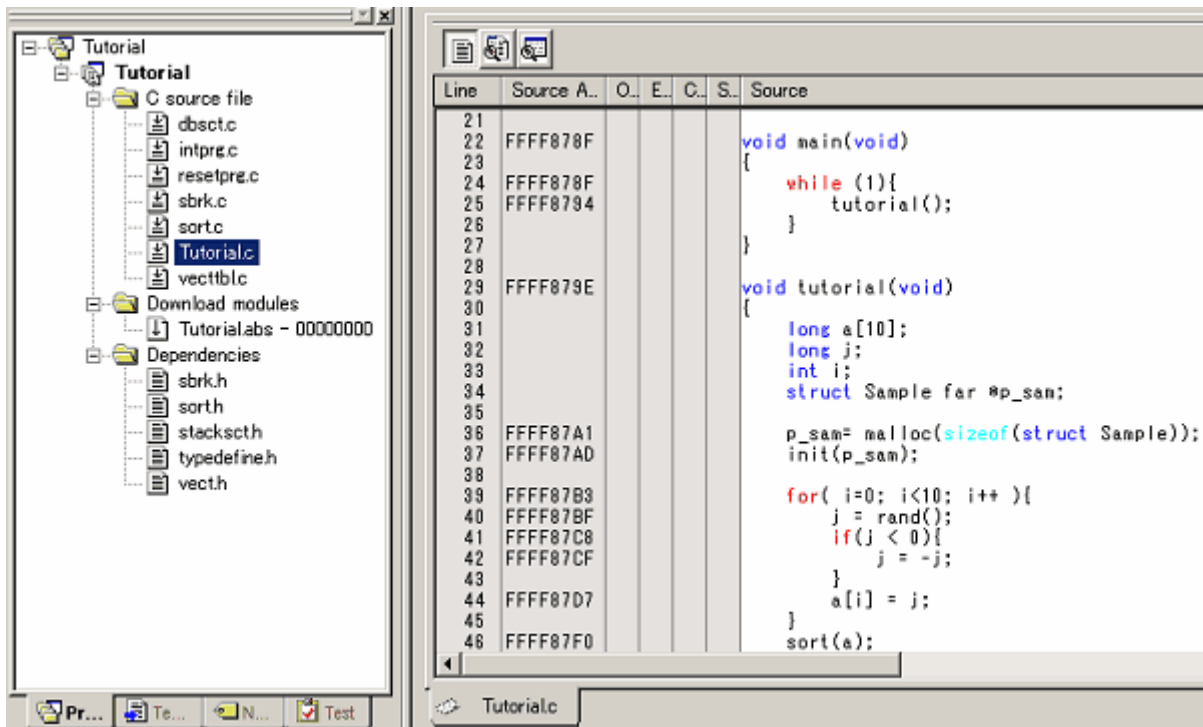 Tutorial
Tutorial
C source file
dbsct.c
intprg.c
resetprg.c
sbrk.c
sort.c
Tutorial.c
vecttbl.c
Download modules
Tutorial.abs - 00000000
Dependencies
sbrk.h
sort.h
stacksct.h
typedefine.h
vect.h
Pr... Te... N... Test
Line Source A.. O.. E.. C.. S.. Source
21
22 FFFF878F void main(void)
23 {
24 FFFF878F while (1){
25 FFFF8794 tutorial();
26 }
27 }
28
29 FFFF879E void tutorial(void)
30 {
31 long a[10];
32 long j;
33 int i;
34 struct Sample far *p_sam;
35
36 FFFF87A1 p_sam= malloc(sizeof(struct Sample));
37 FFFF87AD init(p_sam);
38
39 FFFF87B3 for( i=0; i<10; i++ ){
40 FFFF87BF j = rand();
41 FFFF87C8 if(j < 0){
42 FFFF87CF j = -j;
43 }
44 FFFF87D7 a[i] = j;
45 }
46 FFFF87F0 sort(a);
Tutorial.c